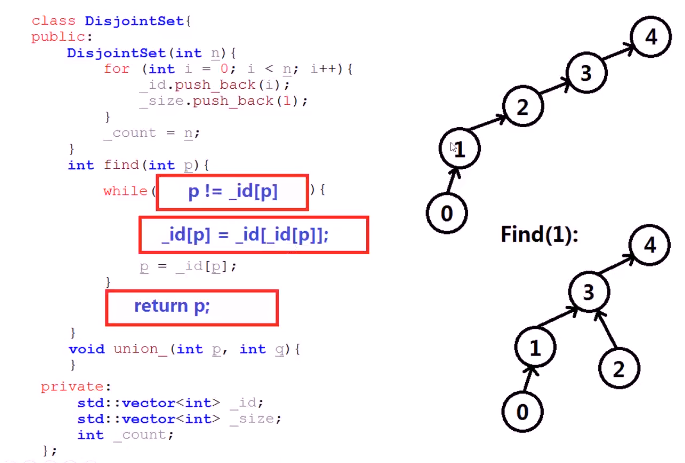 class DisjointSet{
public:
DisjointSet(int n){
for (int i = 0; i < n; i++){
_id.push_back(i);
_size.push_back(1);
}
_count = n;
}
int find(int p){
while( p != _id[p] ){
_id[p] = _id[_id[p]];
p = _id[p];
}
return p;
}
void union_(int p, int q){
}
private:
std::vector<int> _id;
std::vector<int> _size;
int _count;
};
4
3
2
1
0
Find(1):
4
3
1
2
0